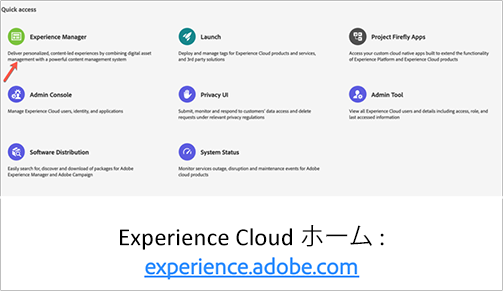 Quick access
Experience Manager
Deliver personalized, content-led experiences by combining digital asset
management with a powerful content management system
Launch
Deploy and manage tags for Experience Cloud products and services,
and 3rd party solutions
Project Firefly Apps
Access your custom cloud native apps built to extend the functionality
of Experience Platform and Experience Cloud products
Admin Console
Manage Experience Cloud users, identity, and applications
Privacy UI
Submit, monitor and respond to customers' data access and delete
requests under relevant privacy regulations
Admin Tool
View all Experience Cloud users and details including access, role, and
last accessed information
Software Distribution
Easily search for, discover and download of packages for Adobe
Experience Manager and Adobe Campaign
System Status
Monitor services outage, disruption and maintenance events for Adobe
cloud products
Experience Cloud ホーム :
experience.adobe.com